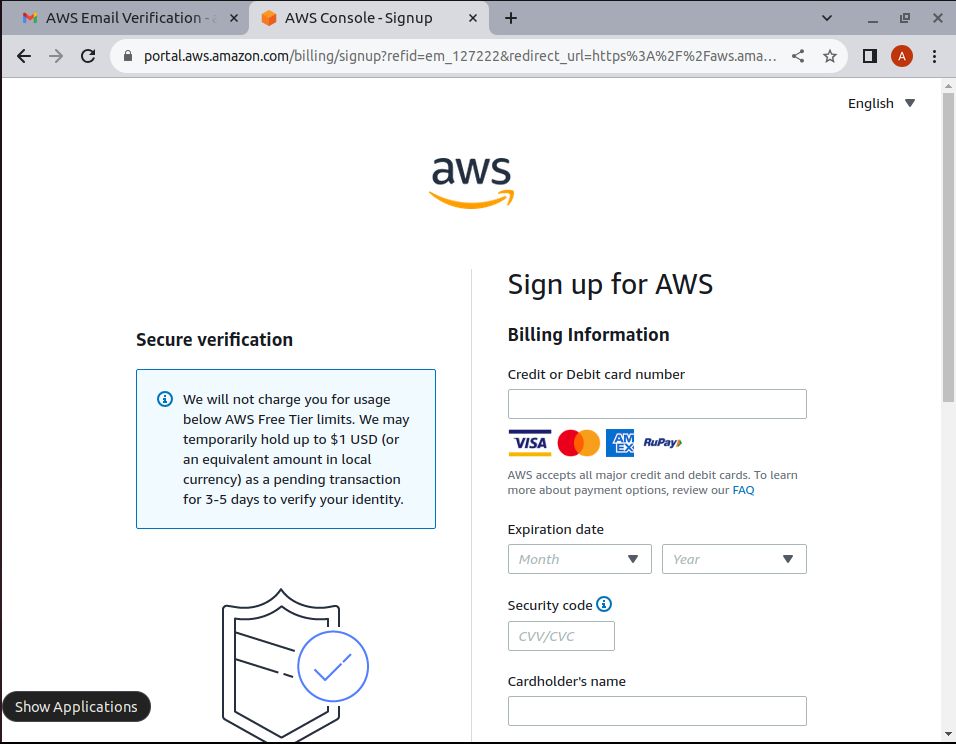 AWS Email Verification - a
AWS Console - Signup
portal.aws.amazon.com/billing/signup?refid=em_127222&redirect_url=https%3A%2F%2Faws.ama...
A
English
aws
Sign up for AWS
Secure verification
We will not charge you for usage
below AWS Free Tier limits. We may
temporarily hold up to $1 USD (or
an equivalent amount in local
currency) as a pending transaction
for 3-5 days to verify your identity.
Billing Information
Credit or Debit card number
VISA AMEX RuPay
AWS accepts all major credit and debit cards. To learn
more about payment options, review our FAQ
Expiration date
Month Year
Security code
CVV/CVC
Cardholder's name
Show Applications